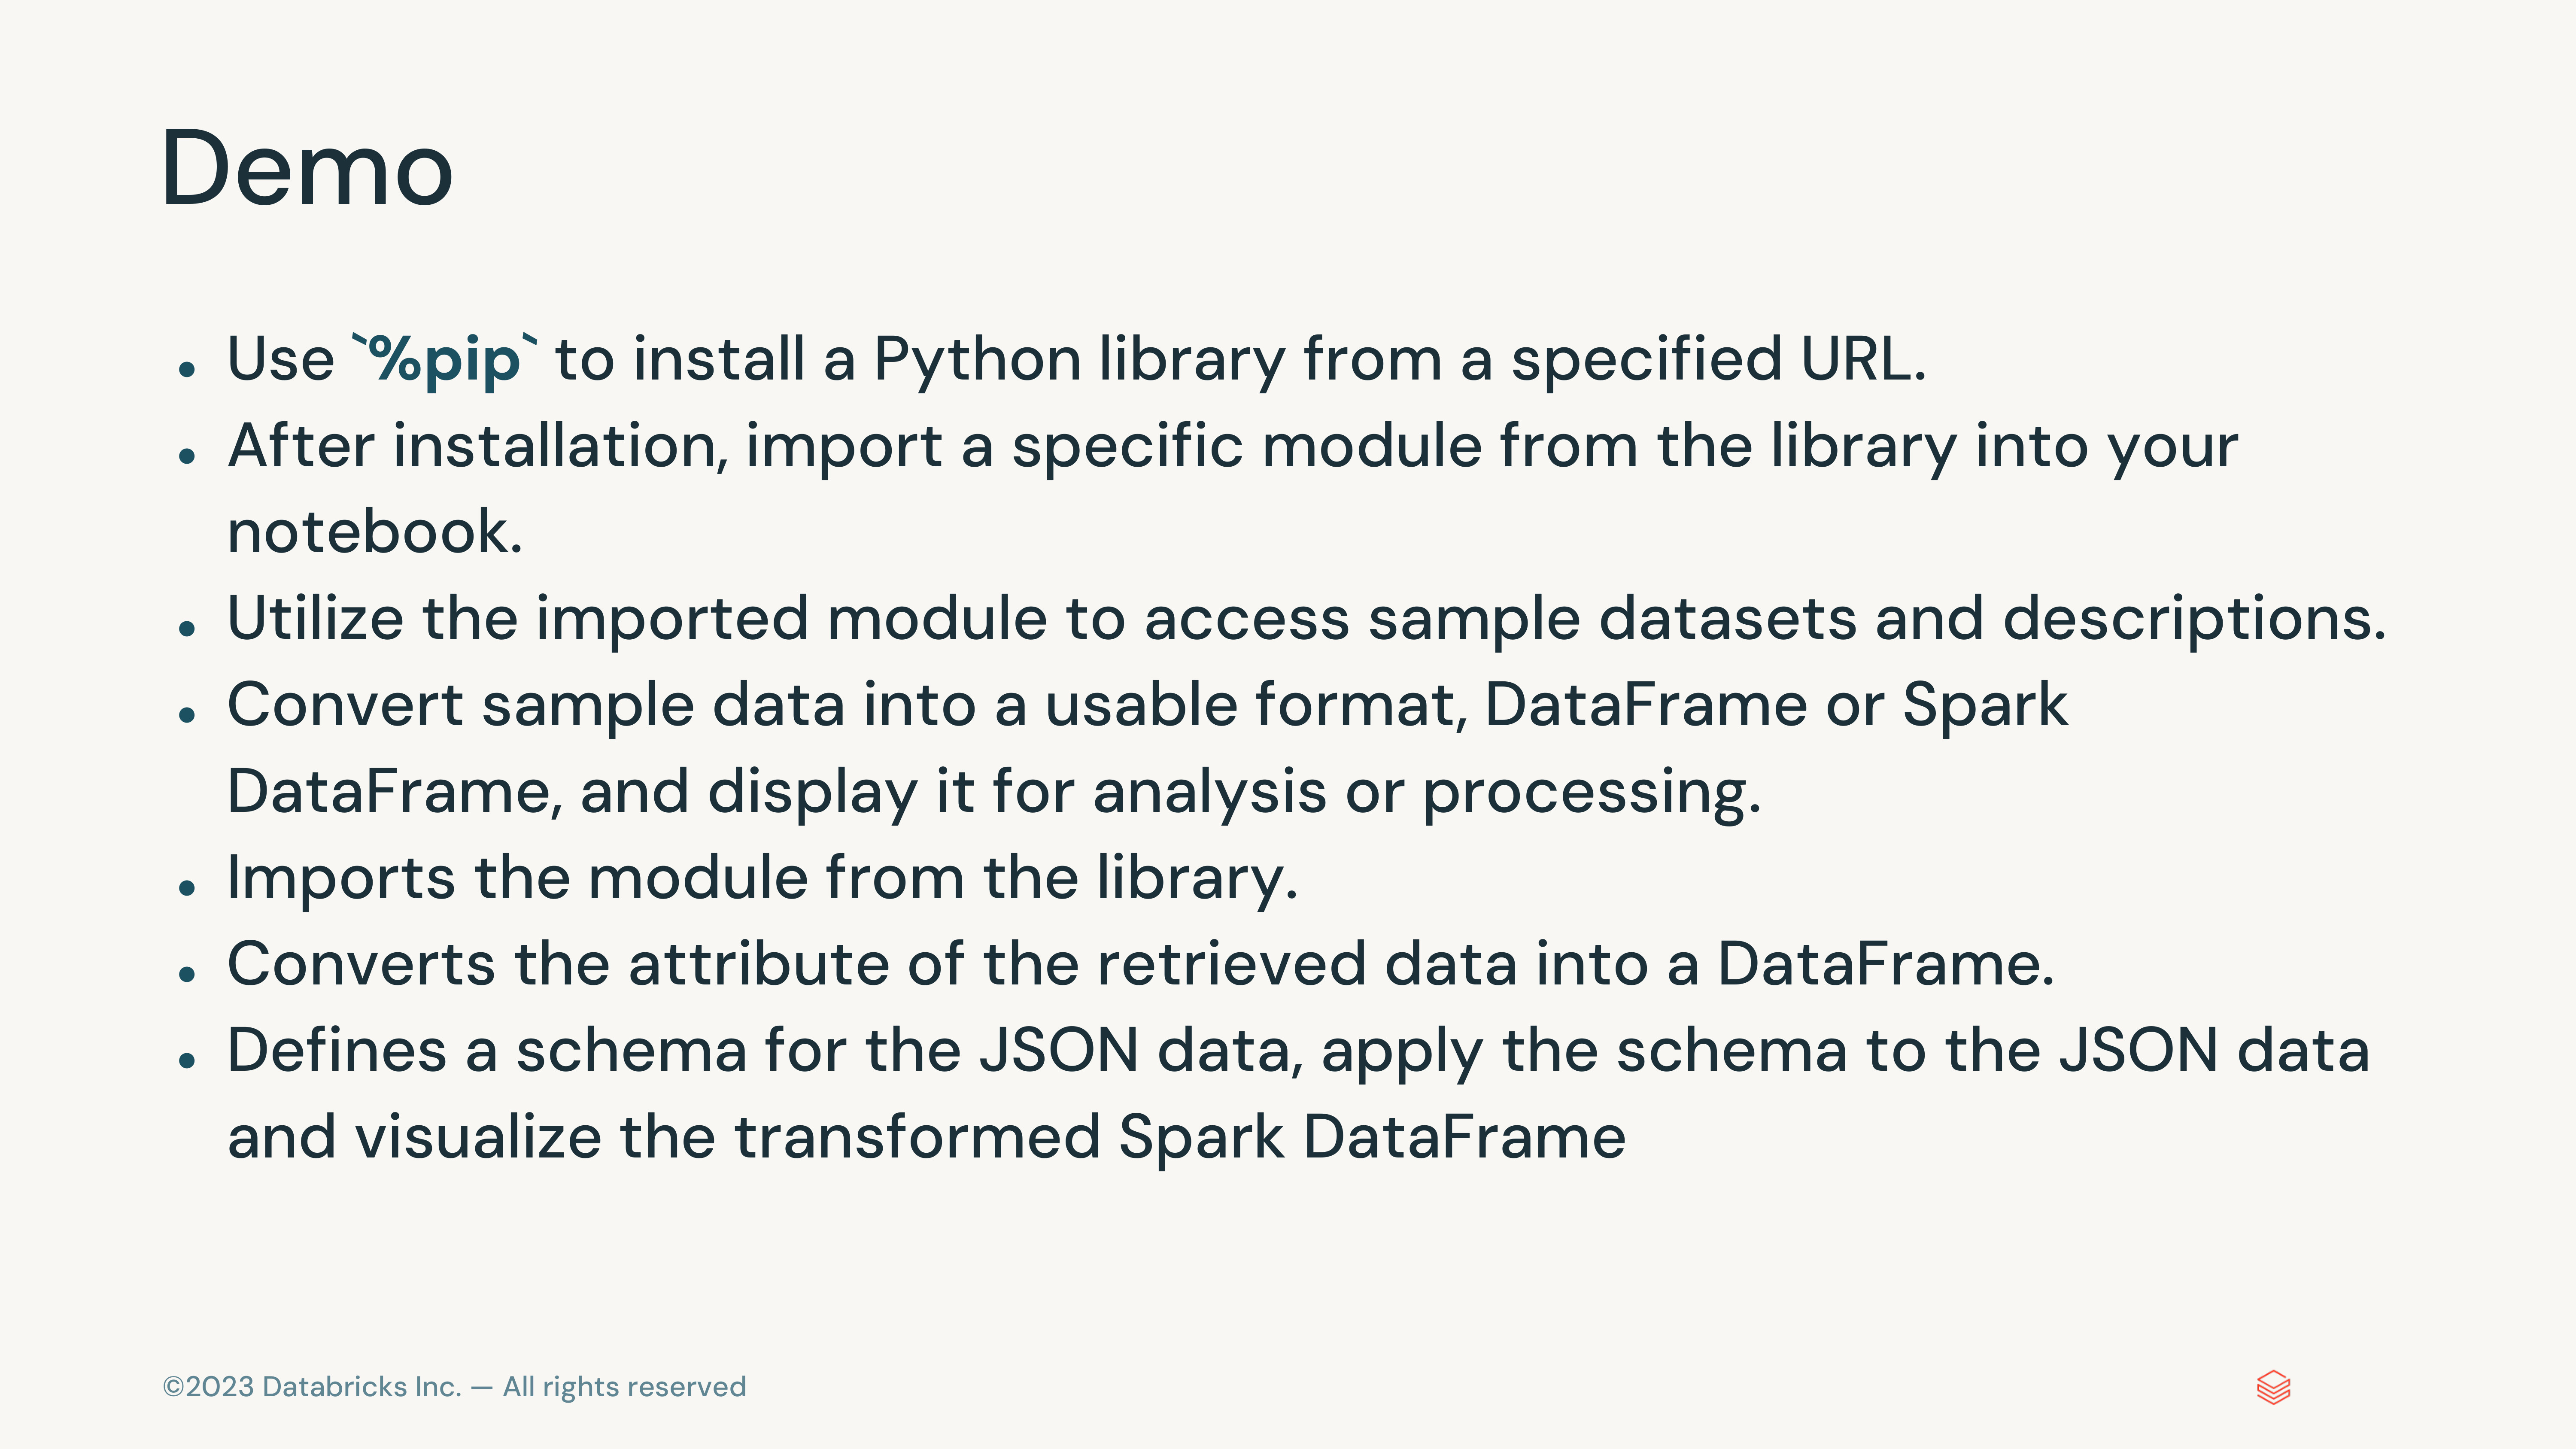 Demo
• Use `%pip` to install a Python library from a specified URL.
• After installation, import a specific module from the library into your
notebook.
• Utilize the imported module to access sample datasets and descriptions.
• Convert sample data into a usable format, DataFrame or Spark
DataFrame, and display it for analysis or processing.
• Imports the module from the library.
• Converts the attribute of the retrieved data into a DataFrame.
• Defines a schema for the JSON data, apply the schema to the JSON data
and visualize the transformed Spark DataFrame
©2023 Databricks Inc. — All rights reserved